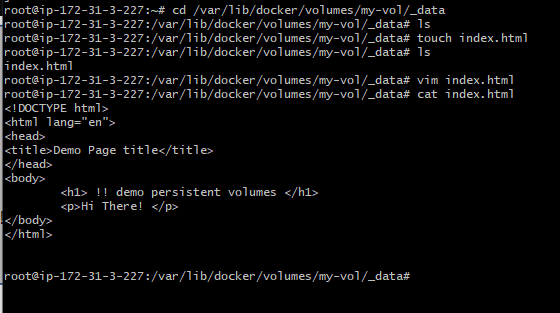 root@ip-172-31-3-227:~# cd /var/lib/docker/volumes/my-vol/_data
root@ip-172-31-3-227:/var/lib/docker/volumes/my-vol/_data# ls
root@ip-172-31-3-227:/var/lib/docker/volumes/my-vol/_data# touch index.html
root@ip-172-31-3-227:/var/lib/docker/volumes/my-vol/_data# ls
index.html
root@ip-172-31-3-227:/var/lib/docker/volumes/my-vol/_data# vim index.html
root@ip-172-31-3-227:/var/lib/docker/volumes/my-vol/_data# cat index.html
<!DOCTYPE html>
<html lang="en">
<head>
<title>Demo Page title</title>
</head>
<body>
        <h1> !! demo persistent volumes </h1>
        <p>Hi There! </p>
</body>
</html>
root@ip-172-31-3-227:/var/lib/docker/volumes/my-vol/_data#